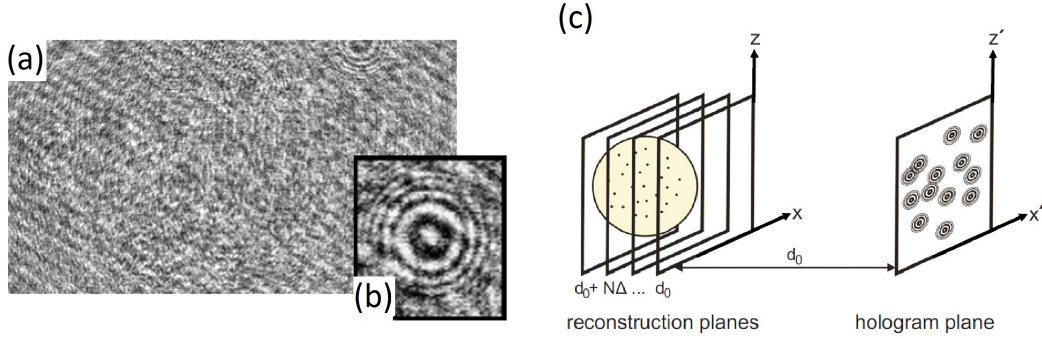 (a)
(b)
(c)
z
x
d₀
d₀+ NΔ ... d₀
reconstruction planes
z´
x´
hologram plane